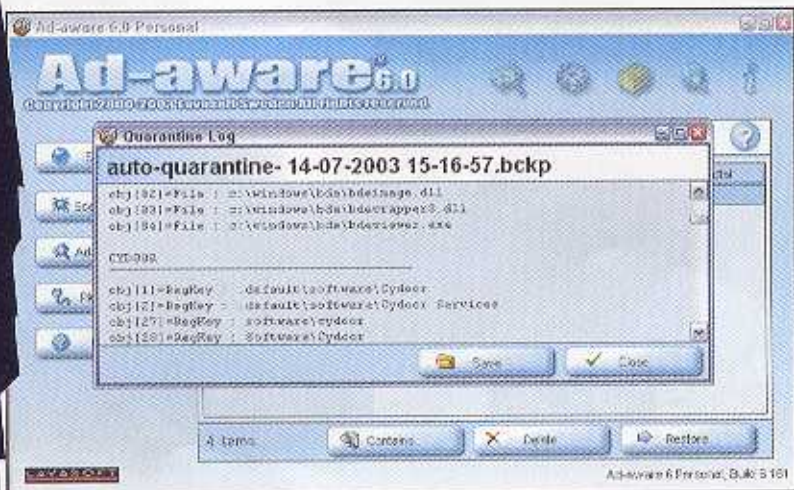 Ad-aware 6.0 Personal
Ad-aware 6.0
Quarantine Log
auto-quarantine- 14-07-2003 15-16-57.bckp
obj[82]=File : c:\windows\bde\bdeimage.dll
obj[83]=File : c:\windows\bde\bdewrapper3.dll
obj[84]=File : c:\windows\bde\bdeviewer.exe
CYDOOR
obj[1]=RegKey : default\software\Cydoor
obj[2]=RegKey : default\software\Cydoor Services
obj[27]=RegKey : software\cydoor
obj[28]=RegKey : Software\Cydoor
Save
Close
4 items
Contains
Delete
Restore
LAVASOFT
Ad-aware 6 Personal, Build 6.161